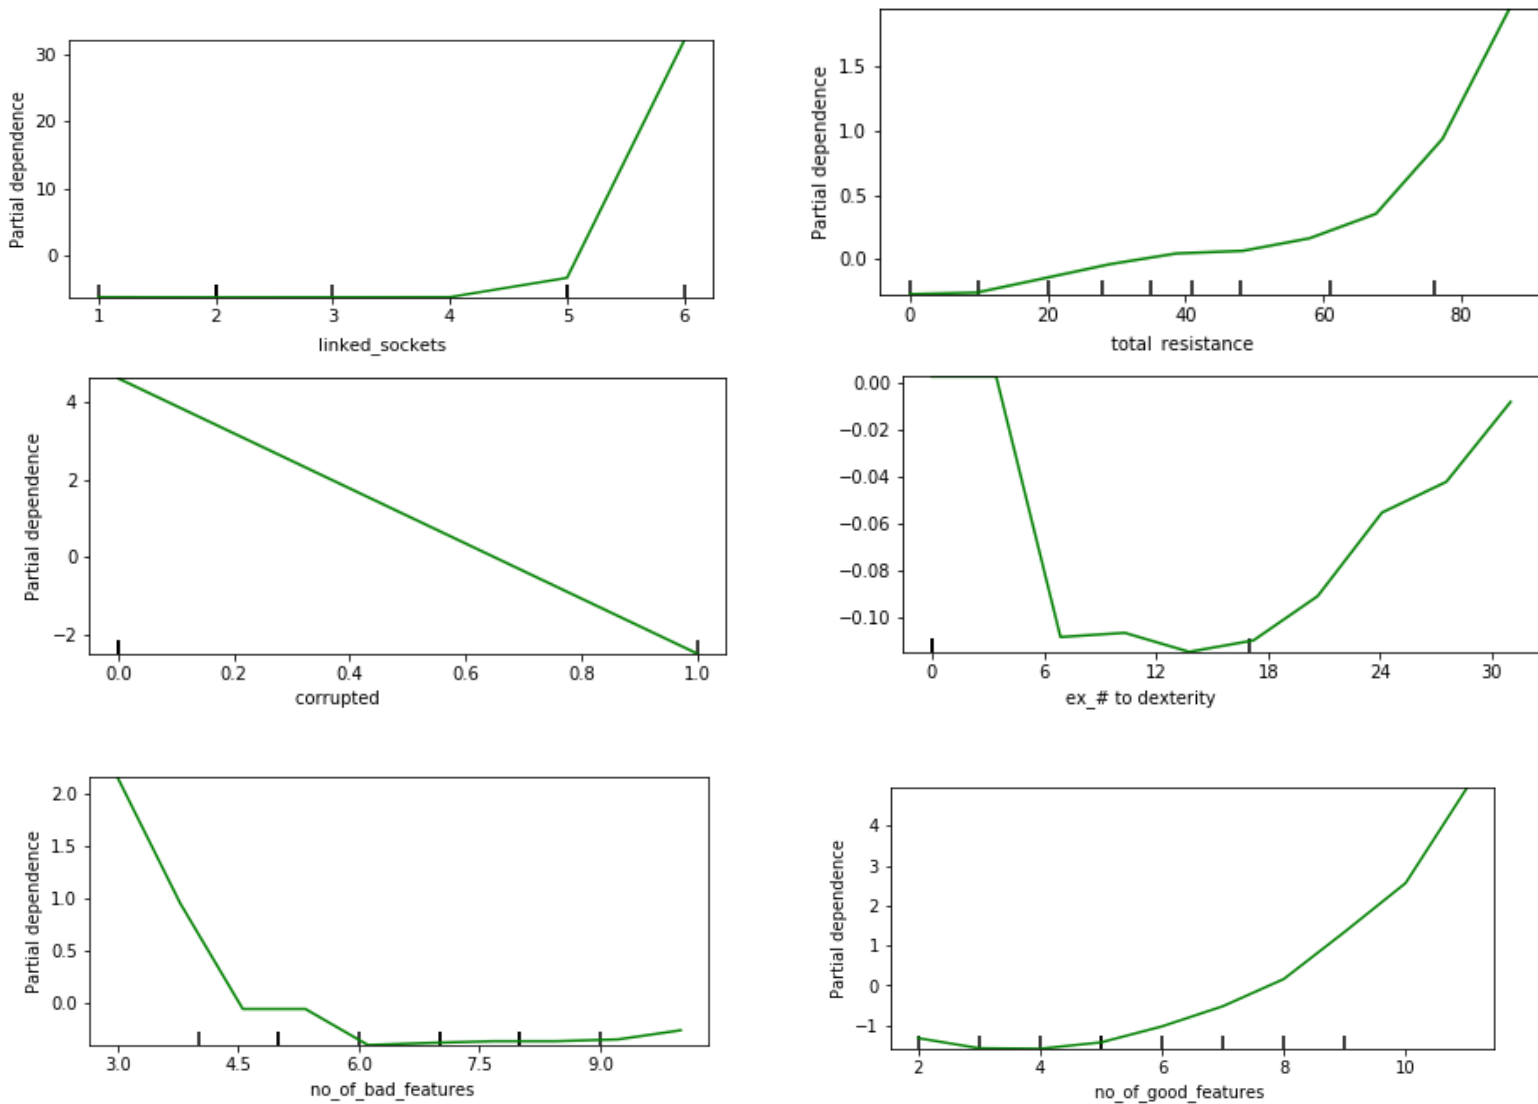 30
20
10
0
Partial dependence
1 2 3 4 5 6
linked_sockets
1.5
1.0
0.5
0.0
Partial dependence
0 20 40 60 80
total_resistance
4
2
0
−2
Partial dependence
0.0 0.2 0.4 0.6 0.8 1.0
corrupted
0.00
−0.02
−0.04
−0.06
−0.08
−0.10
Partial dependence
0 6 12 18 24 30
ex_# to dexterity
2.0
1.5
1.0
0.5
0.0
Partial dependence
3.0 4.5 6.0 7.5 9.0
no_of_bad_features
4
3
2
1
0
−1
Partial dependence
2 4 6 8 10
no_of_good_features